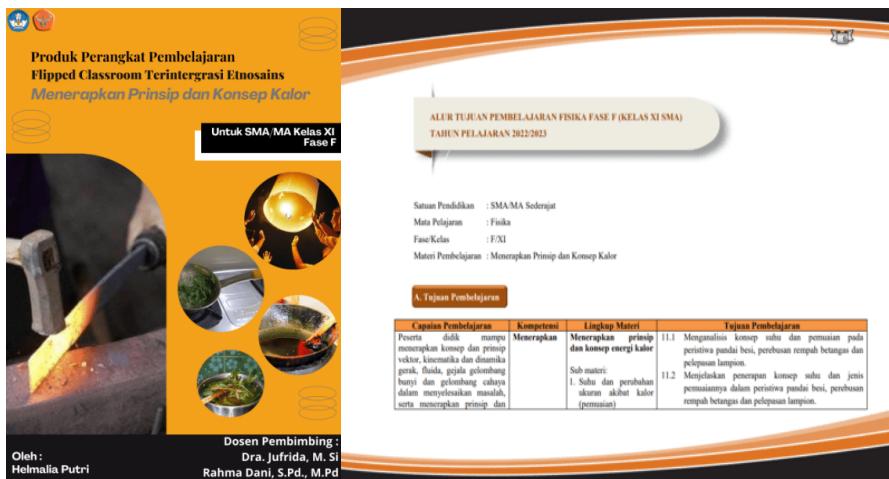 Produk Perangkat Pembelajaran
Flipped Classroom Terintergrasi Etnosains
Menerapkan Prinsip dan Konsep Kalor
Untuk SMA/MA Kelas XI
Fase F
Oleh :
Helmalia Putri
Dosen Pembimbing :
Dra. Jufrida, M. Si
Rahma Dani, S.Pd., M.Pd
ALUR TUJUAN PEMBELAJARAN FISIKA FASE F (KELAS XI SMA)
TAHUN PELAJARAN 2022/2023
Satuan Pendidikan : SMA/MA Sederajat
Mata Pelajaran : Fisika
Fase/Kelas : F/XI
Materi Pembelajaran : Menerapkan Prinsip dan Konsep Kalor
A. Tujuan Pembelajaran
Capaian Pembelajaran Kompetensi Lingkup Materi Tujuan Pembelajaran
Peserta didik mampu
menerapkan konsep dan prinsip
vektor, kinematika dan dinamika
gerak, fluida, gejala gelombang
bunyi dan gelombang cahaya
dalam menyelesaikan masalah,
serta menerapkan prinsip dan
Menerapkan
Menerapkan prinsip
dan konsep energi kalor
Sub materi:
1. Suhu dan perubahan
ukuran akibat kalor
(pemuaian)
11.1 Menganalisis konsep suhu dan pemuaian pada
peristiwa pandai besi, perebusan rempah betangas dan
pelepasan lampion.
11.2 Menjelaskan penerapan konsep suhu dan jenis
pemuaiannya dalam peristiwa pandai besi, perebusan
rempah betangas dan pelepasan lampion.